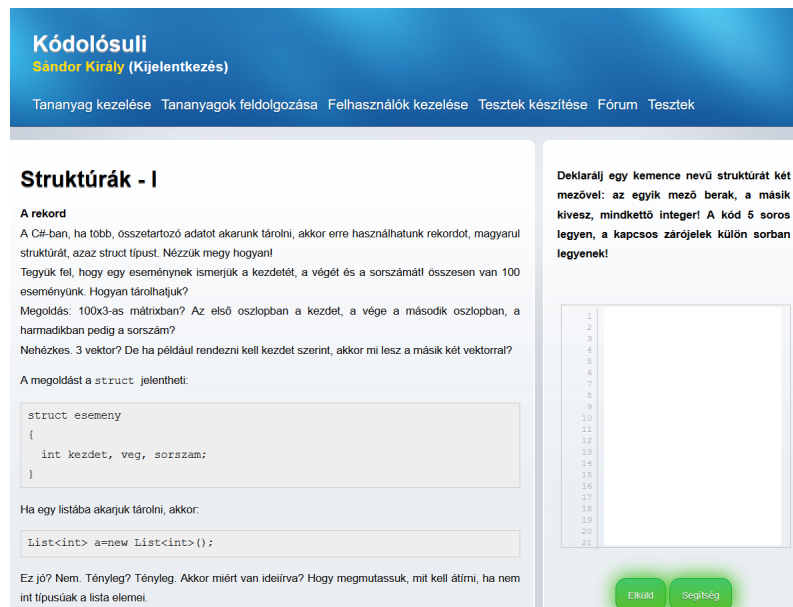 Kódolósuli
Sándor Király (Kijelentkezés)
Tananyag kezelése Tananyagok feldolgozása Felhasználók kezelése Tesztek készítése Fórum Tesztek
Struktúrák - I
A rekord
A C#-ban, ha több, összetartozó adatot akarunk tárolni, akkor erre használhatunk rekordot, magyarul
struktúrát, azaz struct típust. Nézzük megy hogyan!
Tegyük fel, hogy egy eseménynek ismerjük a kezdetét, a végét és a sorszámát! összesen van 100
eseményünk. Hogyan tárolhatjuk?
Megoldás: 100x3-as mátrixban? Az első oszlopban a kezdet, a vége a második oszlopban, a
harmadikban pedig a sorszám?
Nehézkes. 3 vektor? De ha például rendezni kell kezdet szerint, akkor mi lesz a másik két vektorral?
A megoldást a struct jelentheti:
struct esemeny
{
int kezdet, veg, sorszam;
}
Ha egy listába akarjuk tárolni, akkor:
List<int> a=new List<int>();
Ez jó? Nem. Tényleg? Tényleg. Akkor miért van ideiírva? Hogy megmutassuk, mit kell átírni, ha nem
int típusúak a lista elemei.
Deklarálj egy kemence nevű struktúrát két
mezővel: az egyik mező berak, a másik
kivesz, mindkettő integer! A kód 5 soros
legyen, a kapcsos zárójelek külön sorban
legyenek!
1
2
3
4
5
6
7
8
9
10
11
12
13
14
15
16
17
18
19
20
21
Elküld Segítség